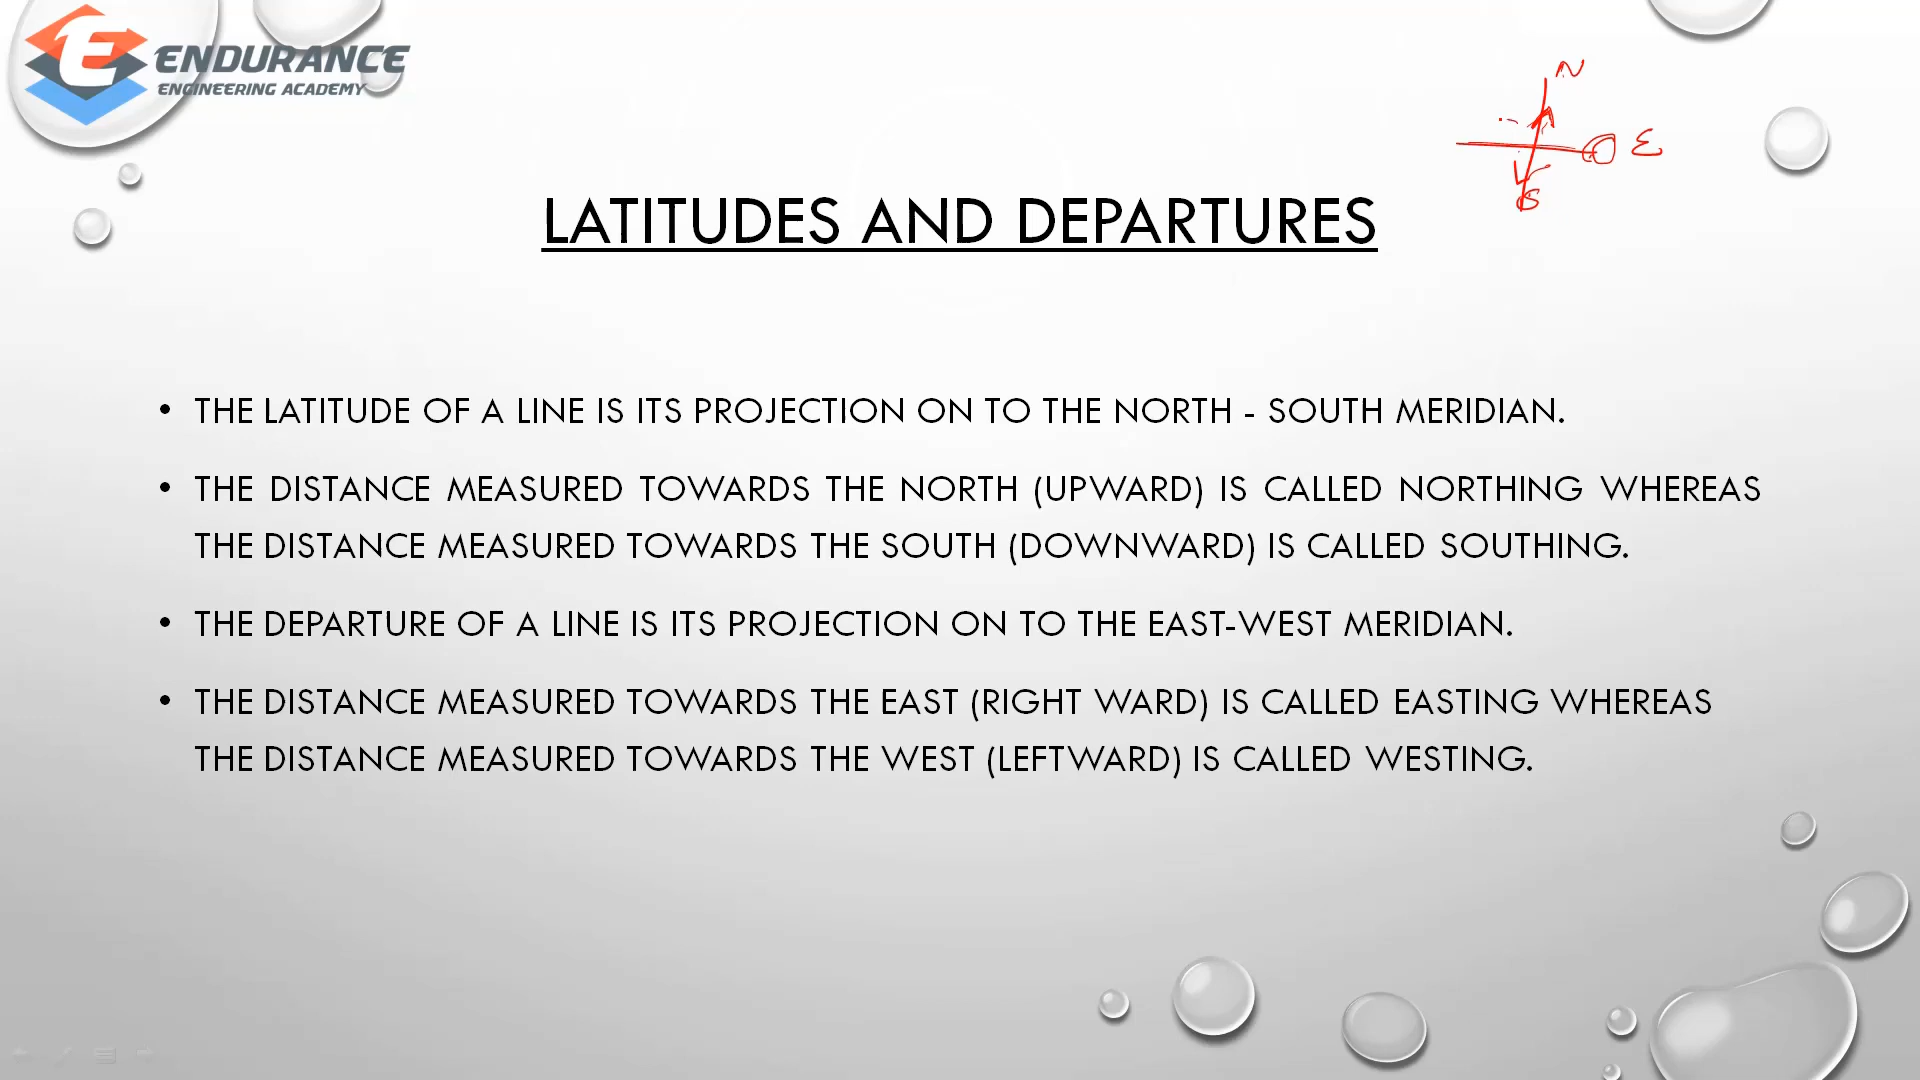 ENDURANCE
ENGINEERING ACADEMY
N
E
S
LATITUDES AND DEPARTURES
• THE LATITUDE OF A LINE IS ITS PROJECTION ON TO THE NORTH - SOUTH MERIDIAN.
• THE DISTANCE MEASURED TOWARDS THE NORTH (UPWARD) IS CALLED NORTHING WHEREAS
THE DISTANCE MEASURED TOWARDS THE SOUTH (DOWNWARD) IS CALLED SOUTHING.
• THE DEPARTURE OF A LINE IS ITS PROJECTION ON TO THE EAST-WEST MERIDIAN.
• THE DISTANCE MEASURED TOWARDS THE EAST (RIGHT WARD) IS CALLED EASTING WHEREAS
THE DISTANCE MEASURED TOWARDS THE WEST (LEFTWARD) IS CALLED WESTING.